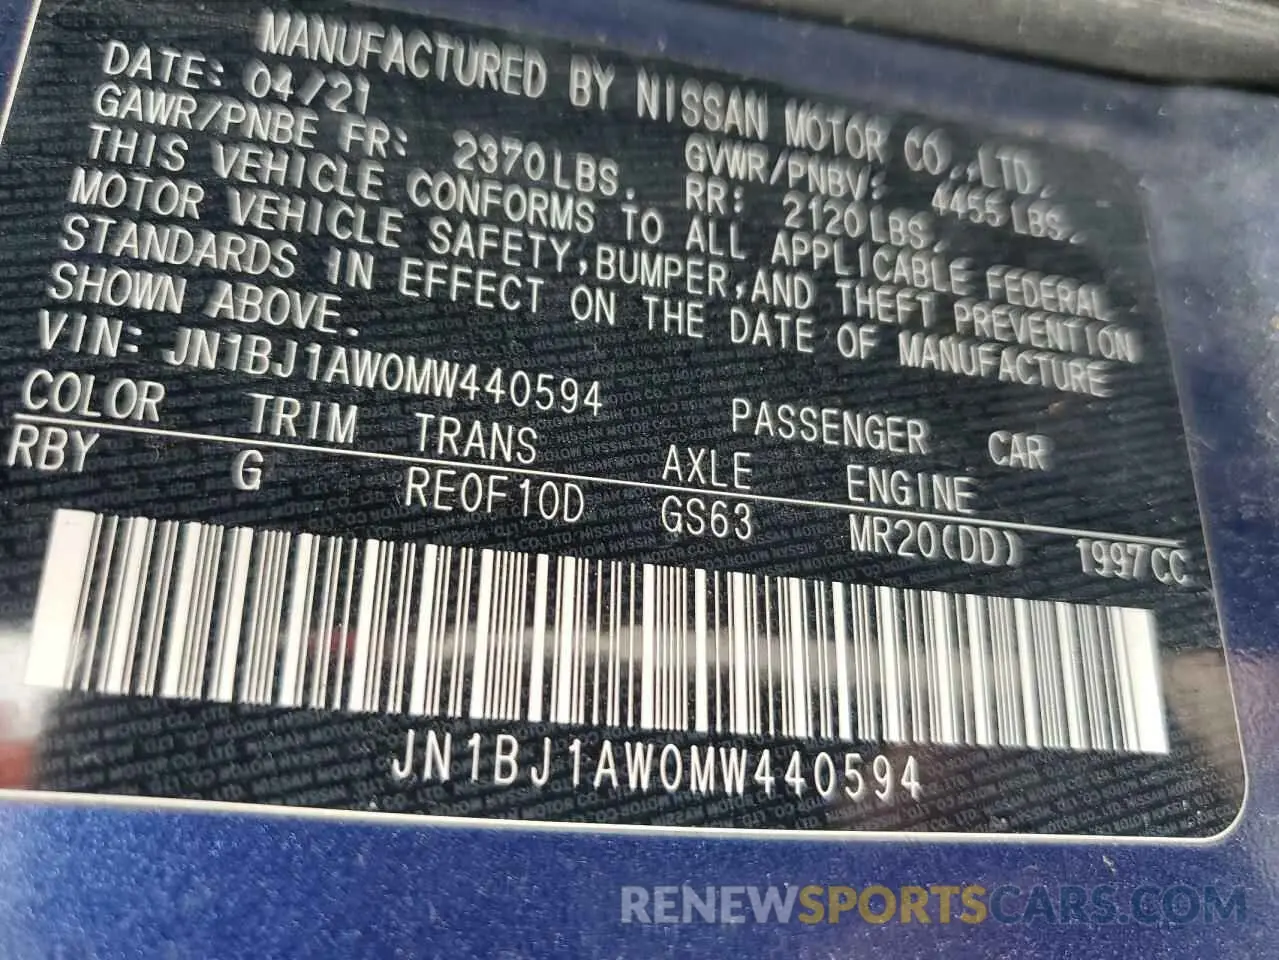 MANUFACTURED BY NISSAN MOTOR CO.,LTD.
DATE: 04/21 GVWR/PNBV: 4455LBS.
GAWR/PNBE FR: 2370LBS. RR: 2120LBS.
THIS VEHICLE CONFORMS TO ALL APPLICABLE FEDERAL
MOTOR VEHICLE SAFETY,BUMPER,AND THEFT PREVENTION
STANDARDS IN EFFECT ON THE DATE OF MANUFACTURE
SHOWN ABOVE.
VIN: JN1BJ1AW0MW440594 PASSENGER CAR
COLOR TRIM TRANS AXLE ENGINE
RBY G RE0F10D GS63 MR20(DD) 1997CC
JN1BJ1AW0MW440594
RENEWSPORTSCARS.COM